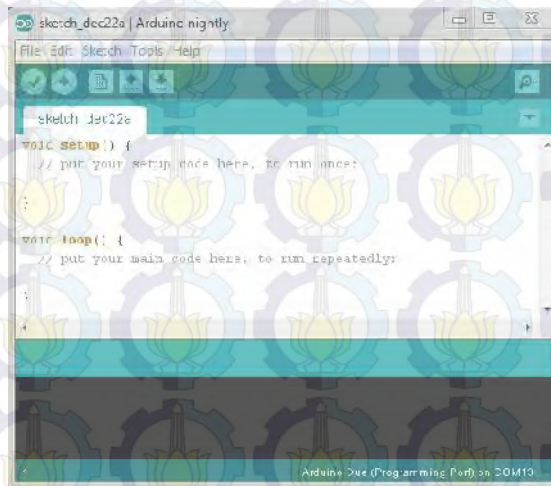 sketch_dec22a | Arduino nightly
File Edit Sketch Tools Help
sketch_dec22a
void setup() {
// put your setup code here, to run once:
}
void loop() {
// put your main code here, to run repeatedly:
}
1
Arduino Due (Programming Port) on COM13